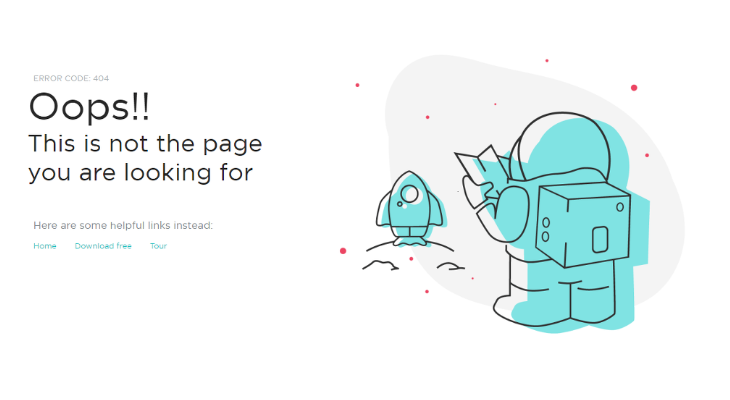 ERROR CODE: 404
Oops!!
This is not the page
you are looking for
Here are some helpful links instead:
Home Download free Tour